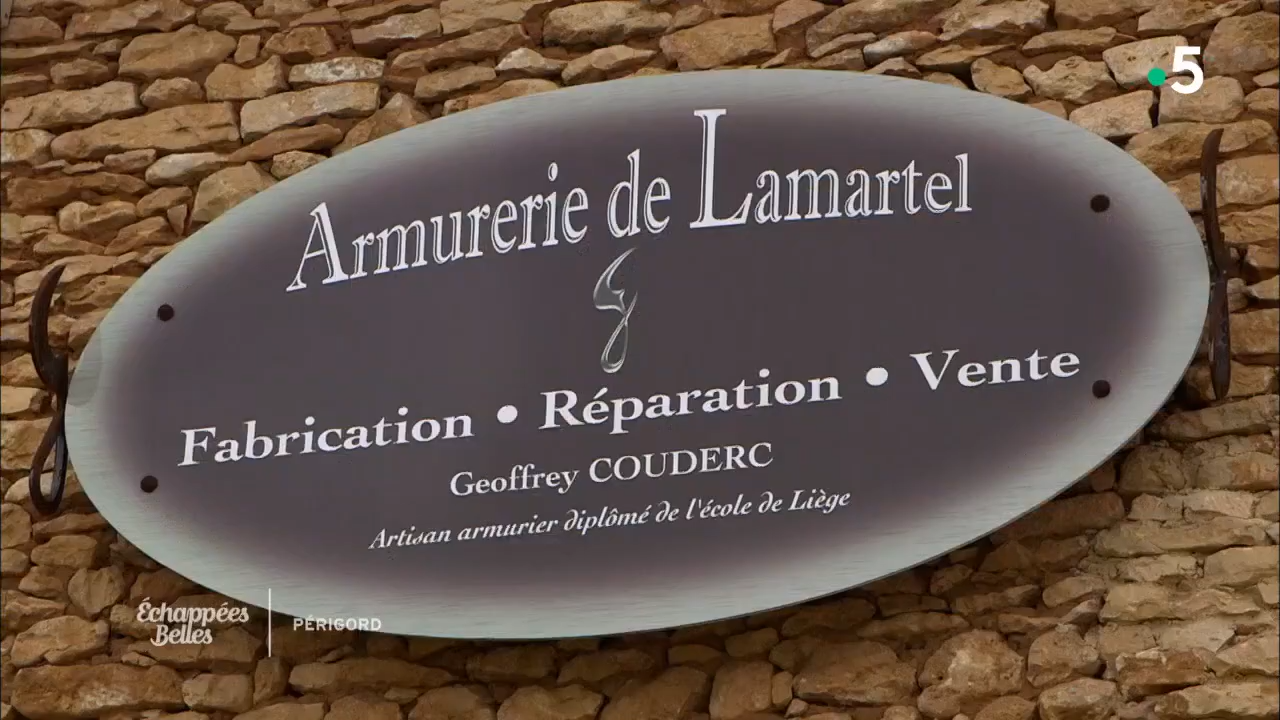 5
Armurerie de Lamartel
Fabrication • Réparation • Vente
Geoffrey COUDERC
Artisan armurier diplômé de l'école de Liège
Échappées
Belles
PÉRIGORD